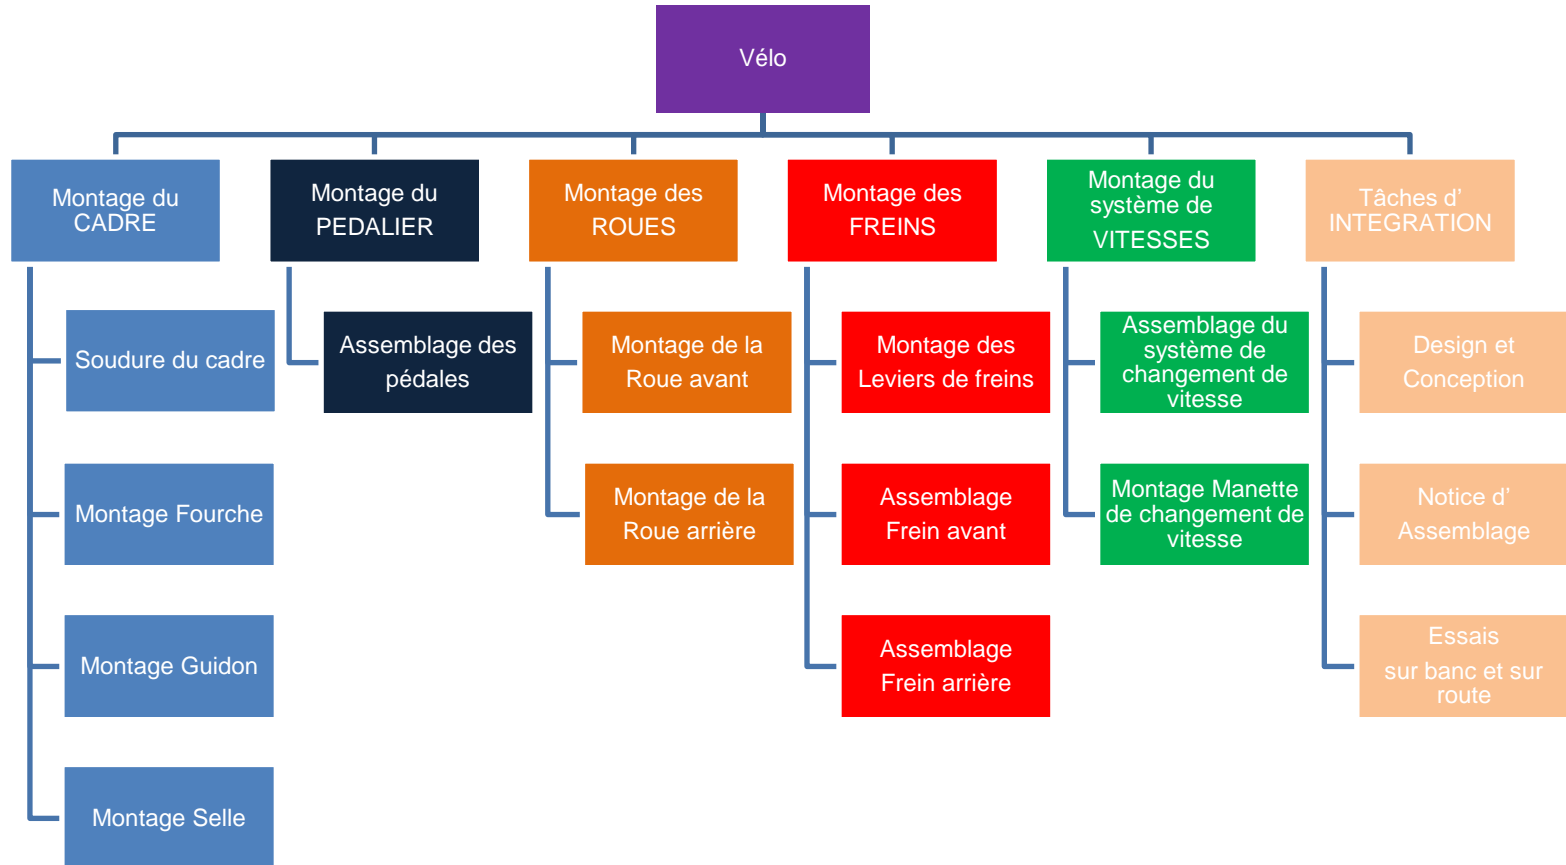 Vélo
Montage du
CADRE
Montage du
PEDALIER
Montage des
ROUES
Montage des
FREINS
Montage du
système de
VITESSES
Tâches d’
INTEGRATION
Soudure du cadre
Montage Fourche
Montage Guidon
Montage Selle
Assemblage des
pédales
Montage de la
Roue avant
Montage de la
Roue arrière
Montage des
Leviers de freins
Assemblage
Frein avant
Assemblage
Frein arrière
Assemblage du
système de
changement de
vitesse
Montage Manette
de changement de
vitesse
Design et
Conception
Notice d’
Assemblage
Essais
sur banc et sur
route